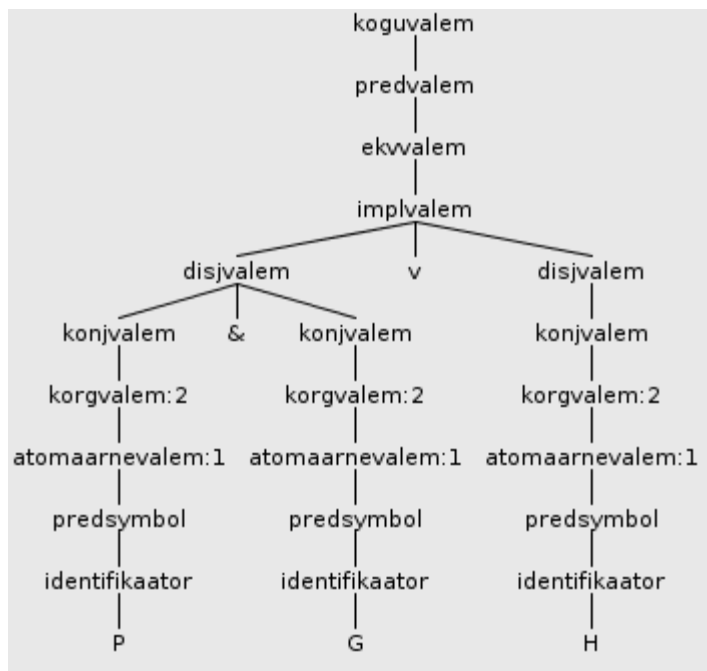 koguvalem
predvalem
ekvvalem
implvalem
disjvalem v disjvalem
konjvalem & konjvalem konjvalem
korgvalem:2 korgvalem:2 korgvalem:2
atomaarnevalem:1 atomaarnevalem:1 atomaarnevalem:1
predsymbol predsymbol predsymbol
identifikaator identifikaator identifikaator
P G H